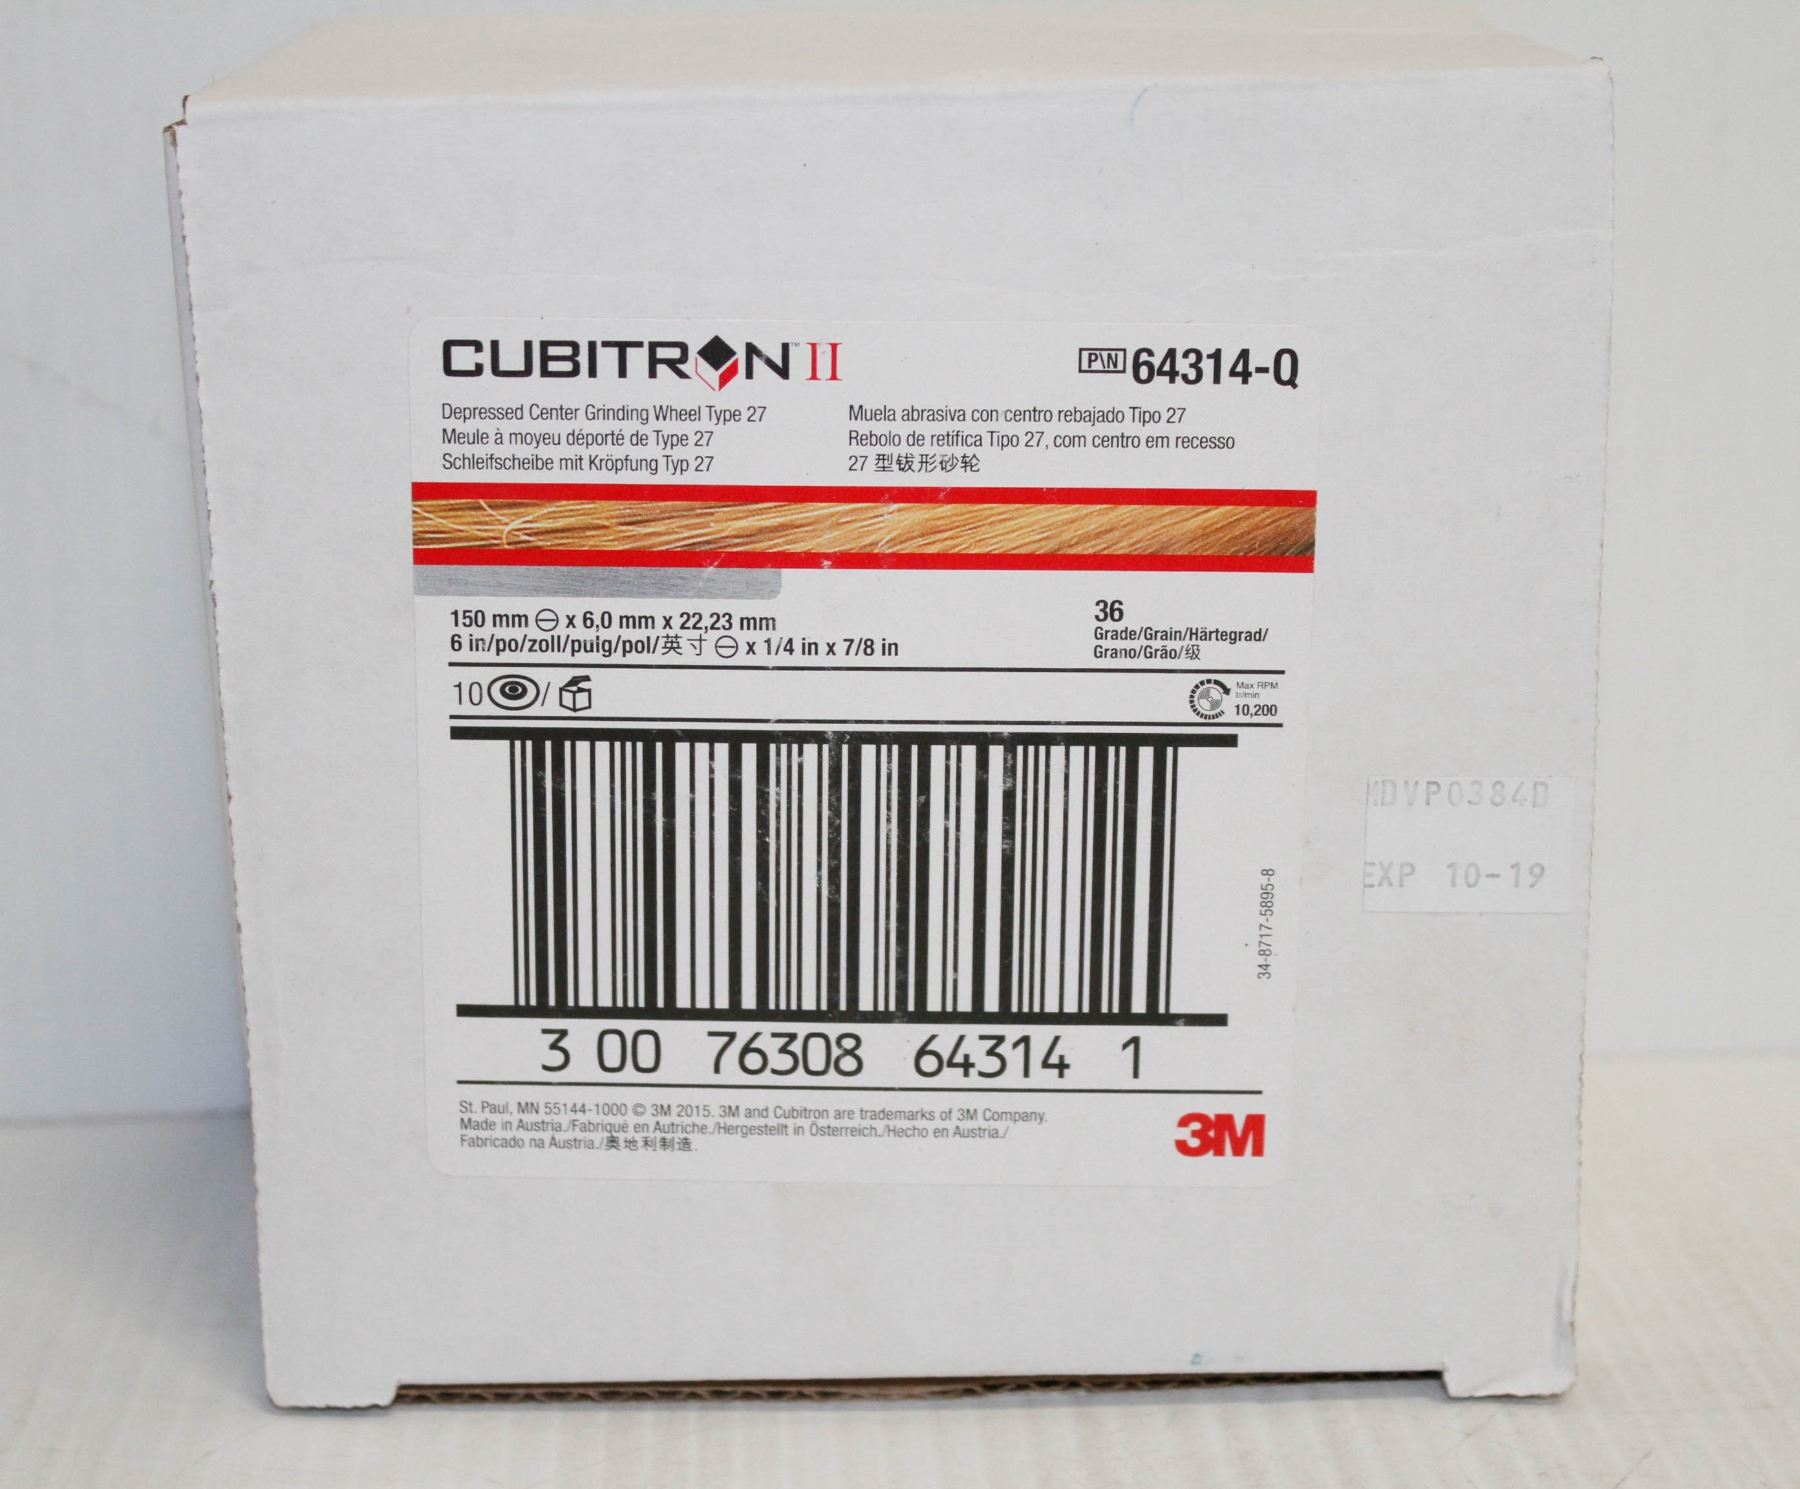 CUBITRON™ II
P\N 64314-Q
Depressed Center Grinding Wheel Type 27
Meule à moyeu déporté de Type 27
Schleifscheibe mit Kröpfung Typ 27
Muela abrasiva con centro rebajado Tipo 27
Rebolo de retífica Tipo 27, com centro em recesso
27 型钹形砂轮
150 mm ⊖ x 6,0 mm x 22,23 mm
6 in/po/zoll/pulg/pol/英寸 ⊖ x 1/4 in x 7/8 in
36
Grade/Grain/Härtegrad/
Grano/Grão/级
10 /
Max RPM
tr/min
10,200
34-8717-5895-8
3 00 76308 64314 1
St. Paul, MN 55144-1000 © 3M 2015. 3M and Cubitron are trademarks of 3M Company.
Made in Austria./Fabriqué en Autriche./Hergestellt in Österreich./Hecho en Austria./
Fabricado na Áustria./奥地利制造.
3M
MDVP0384D
EXP 10-19